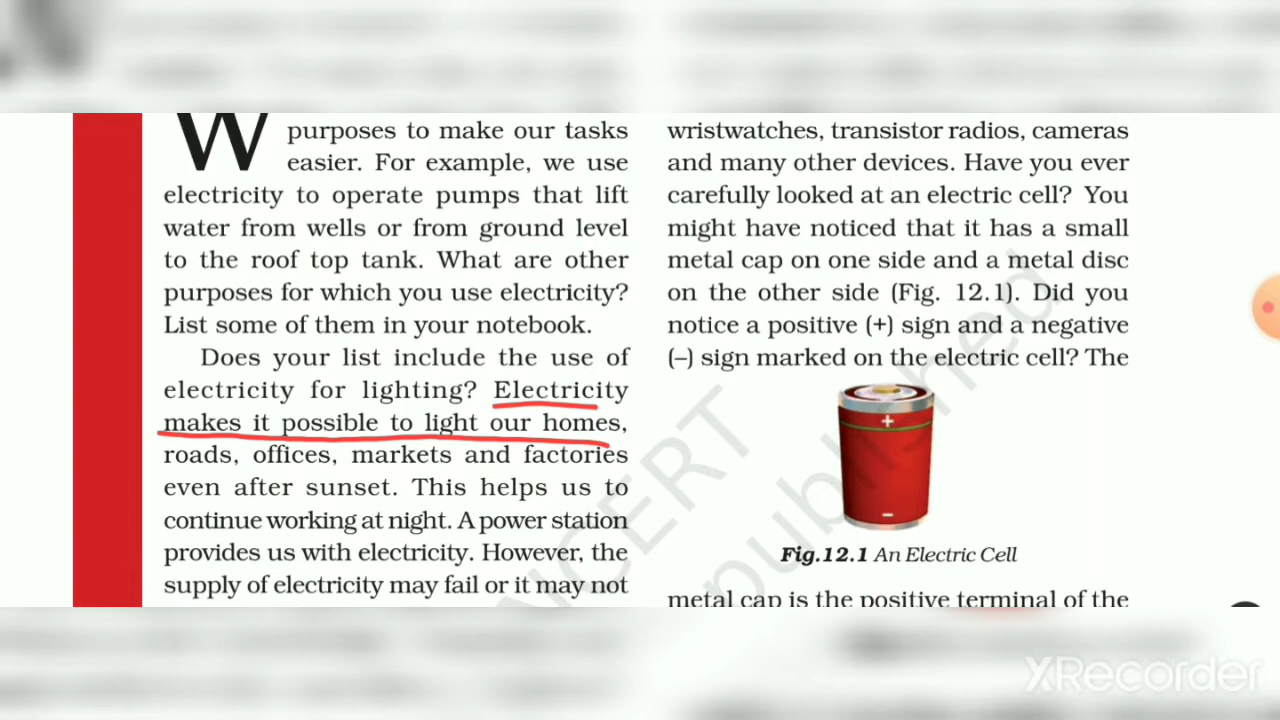 W purposes to make our tasks
easier. For example, we use
electricity to operate pumps that lift
water from wells or from ground level
to the roof top tank. What are other
purposes for which you use electricity?
List some of them in your notebook.
Does your list include the use of
electricity for lighting? Electricity
makes it possible to light our homes,
roads, offices, markets and factories
even after sunset. This helps us to
continue working at night. A power station
provides us with electricity. However, the
supply of electricity may fail or it may not
wristwatches, transistor radios, cameras
and many other devices. Have you ever
carefully looked at an electric cell? You
might have noticed that it has a small
metal cap on one side and a metal disc
on the other side (Fig. 12.1). Did you
notice a positive (+) sign and a negative
(–) sign marked on the electric cell? The
+
–
Fig.12.1 An Electric Cell
metal cap is the positive terminal of the
NCERT
published
XRecorder